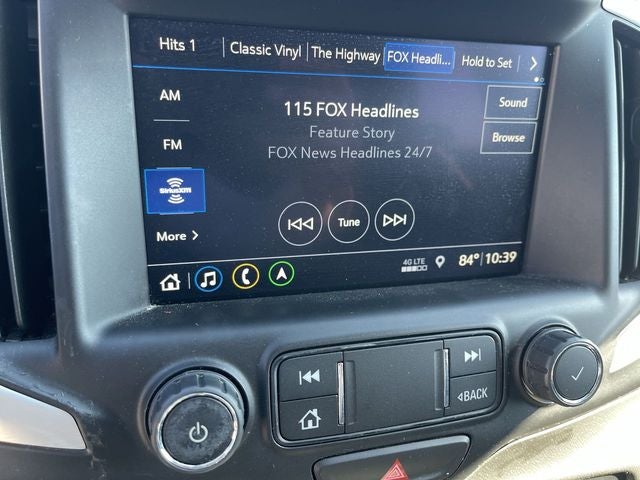 Hits 1 Classic Vinyl The Highway FOX Headli... Hold to Set >
AM
115 FOX Headlines
Sound
Feature Story
FM
Browse
FOX News Headlines 24/7
SiriusXM
Tune
More >
4G LTE
84° 10:39
BACK